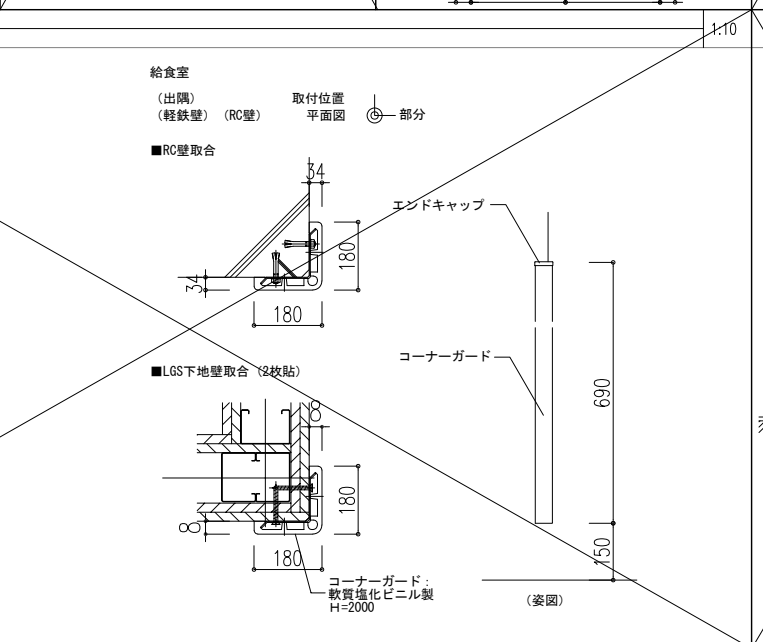 1:10
給食室
(出隅) 取付位置
(軽鉄壁) (RC壁) 平面図 部分
■RC壁取合
34
エンドキャップ
180
34
180
コーナーガード
■LGS下地壁取合 (2枚貼)
690
8
180
8
180
150
コーナーガード:
軟質塩化ビニル製
H=2000
(姿図)